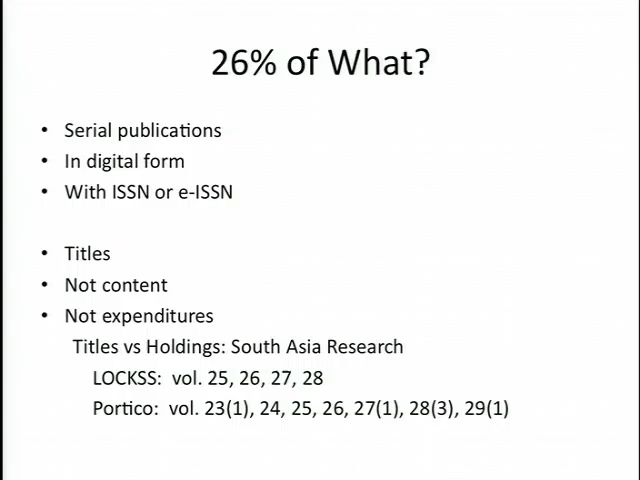 26% of What?
• Serial publications
• In digital form
• With ISSN or e-ISSN
• Titles
• Not content
• Not expenditures
Titles vs Holdings: South Asia Research
LOCKSS: vol. 25, 26, 27, 28
Portico: vol. 23(1), 24, 25, 26, 27(1), 28(3), 29(1)